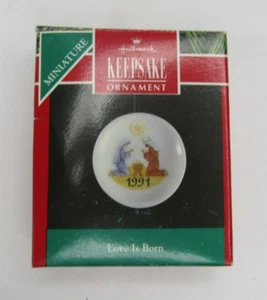 MINIATURE
Hallmark
KEEPSAKE
ORNAMENT
1991
Love Is Born